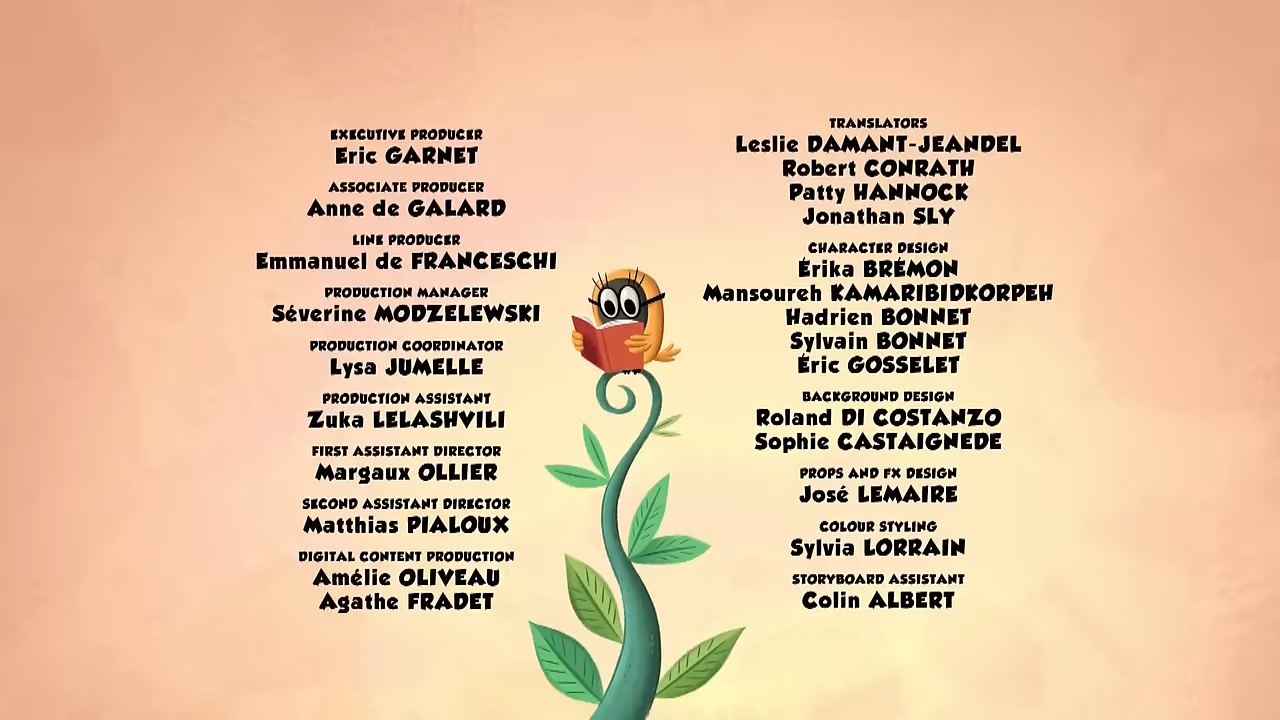 EXECUTIVE PRODUCER
Eric GARNET
ASSOCIATE PRODUCER
Anne de GALARD
LINE PRODUCER
Emmanuel de FRANCESCHI
PRODUCTION MANAGER
Séverine MODZELEWSKI
PRODUCTION COORDINATOR
Lysa JUMELLE
PRODUCTION ASSISTANT
Zuka LELASHVILI
FIRST ASSISTANT DIRECTOR
Margaux OLLIER
SECOND ASSISTANT DIRECTOR
Matthias PIALOUX
DIGITAL CONTENT PRODUCTION
Amélie OLIVEAU
Agathe FRADET
TRANSLATORS
Leslie DAMANT-JEANDEL
Robert CONRATH
Patty HANNOCK
Jonathan SLY
CHARACTER DESIGN
Érika BRÉMON
Mansoureh KAMARIBIDKORPEH
Hadrien BONNET
Sylvain BONNET
Éric GOSSELET
BACKGROUND DESIGN
Roland DI COSTANZO
Sophie CASTAIGNEDE
PROPS AND FX DESIGN
José LEMAIRE
COLOUR STYLING
Sylvia LORRAIN
STORYBOARD ASSISTANT
Colin ALBERT